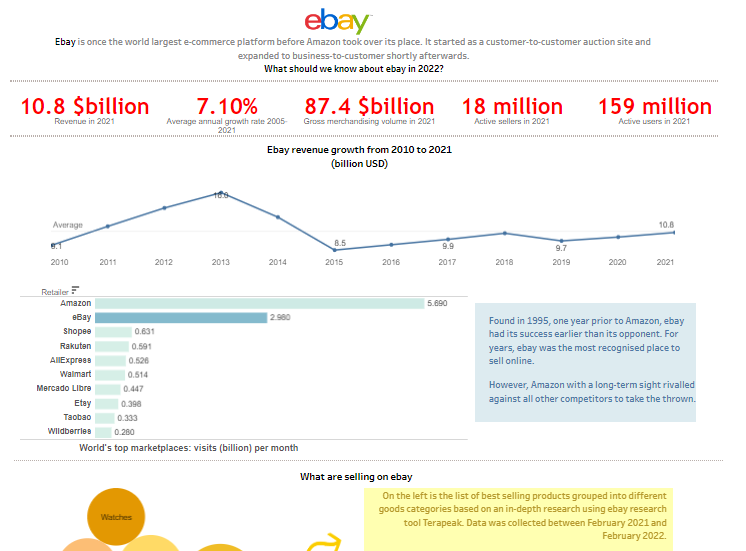 ebay
Ebay is once the world largest e-commerce platform before Amazon took over its place. It started as a customer-to-customer auction site and
expanded to business-to-customer shortly afterwards.
What should we know about ebay in 2022?
10.8 $billion
Revenue in 2021
7.10%
Average annual growth rate 2005-
2021
87.4 $billion
Gross merchandising volume in 2021
18 million
Active sellers in 2021
159 million
Active users in 2021
Ebay revenue growth from 2010 to 2021
(billion USD)
Average
9.1
16.0
8.5
9.9
9.7
10.8
2010 2011 2012 2013 2014 2015 2016 2017 2018 2019 2020 2021
Retailer
Amazon 5.690
eBay 2.980
Shopee 0.631
Rakuten 0.591
AliExpress 0.526
Walmart 0.514
Mercado Libre 0.447
Etsy 0.398
Taobao 0.333
Wildberries 0.280
World's top marketplaces: visits (billion) per month
Found in 1995, one year prior to Amazon, ebay
had its success earlier than its opponent. For
years, ebay was the most recognised place to
sell online.
However, Amazon with a long-term sight rivalled
against all other competitors to take the thrown.
What are selling on ebay
Watches
On the left is the list of best selling products grouped into different
goods categories based on an in-depth research using ebay research
tool Terapeak. Data was collected between February 2021 and
February 2022.